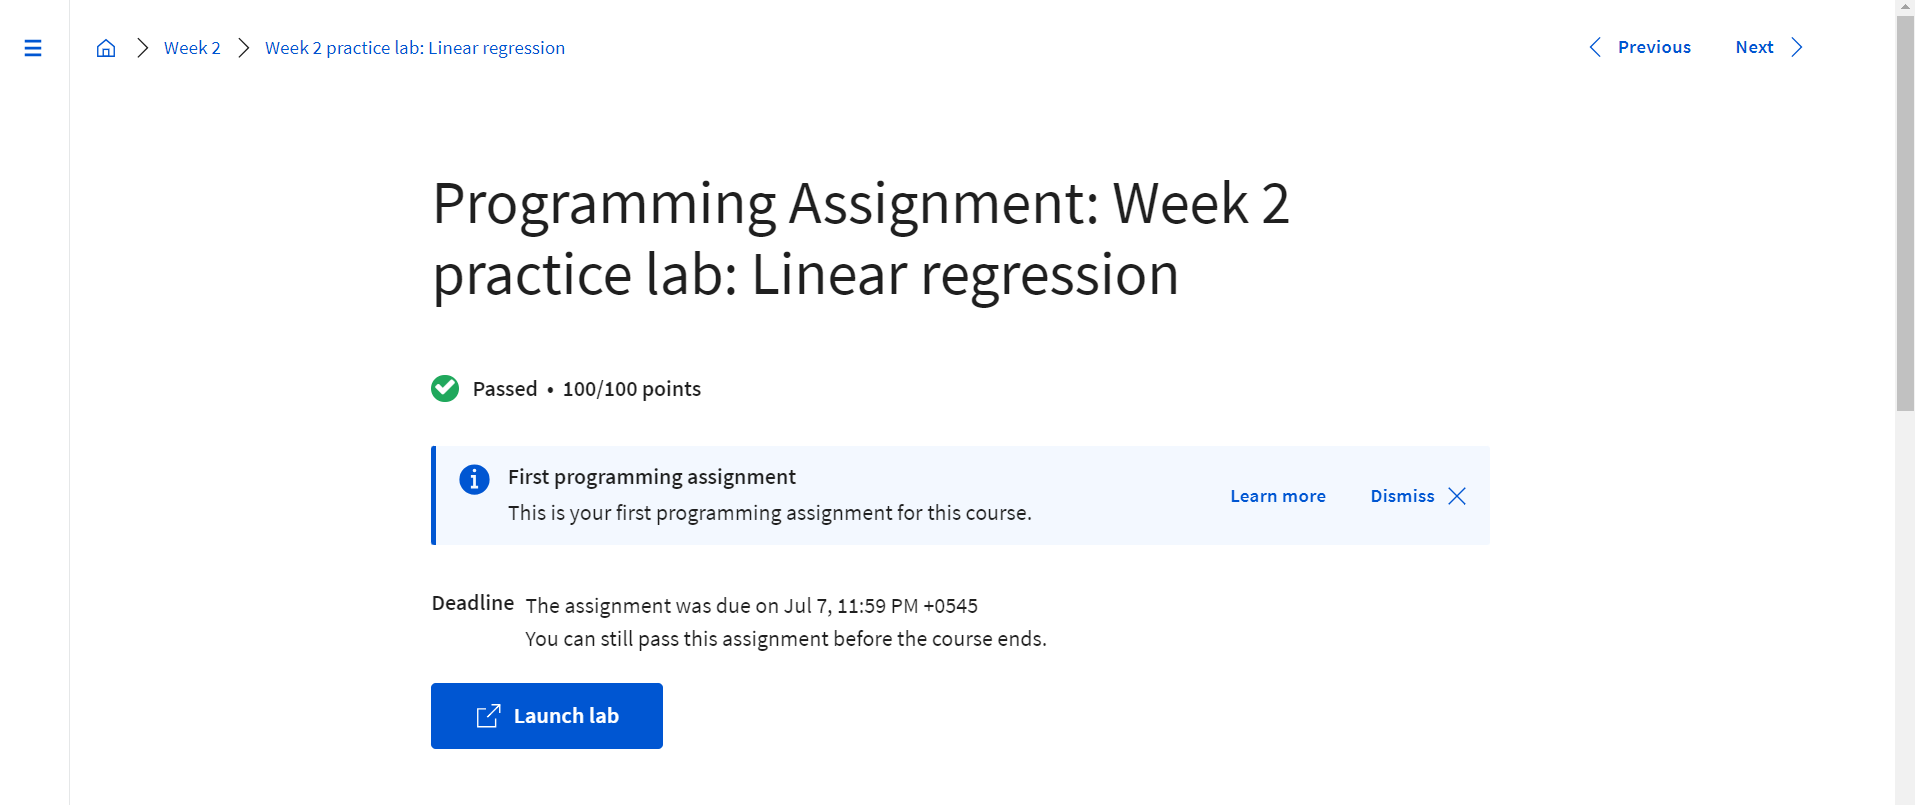 Week 2 Week 2 practice lab: Linear regression Previous Next
Programming Assignment: Week 2
practice lab: Linear regression
Passed • 100/100 points
First programming assignment
This is your first programming assignment for this course.
Learn more Dismiss
Deadline The assignment was due on Jul 7, 11:59 PM +0545
You can still pass this assignment before the course ends.
Launch lab